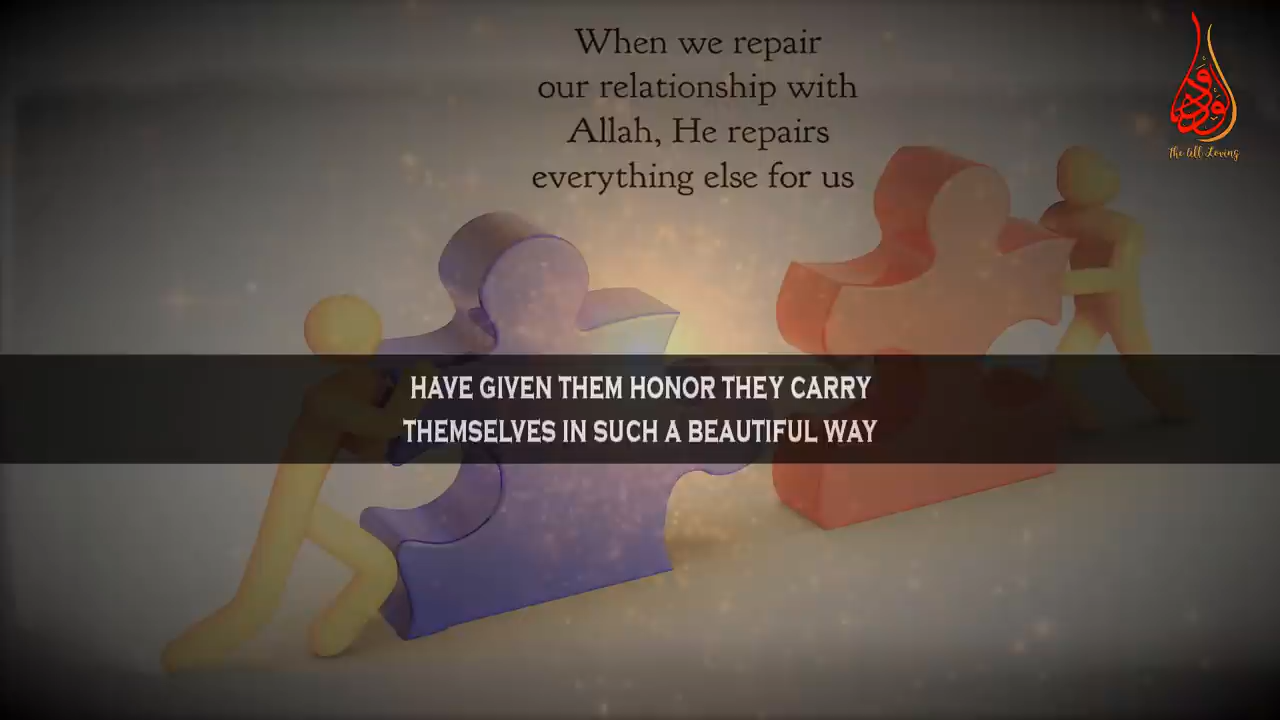 When we repair
our relationship with
Allah, He repairs
everything else for us
الودود
The All Loving
HAVE GIVEN THEM HONOR THEY CARRY
THEMSELVES IN SUCH A BEAUTIFUL WAY